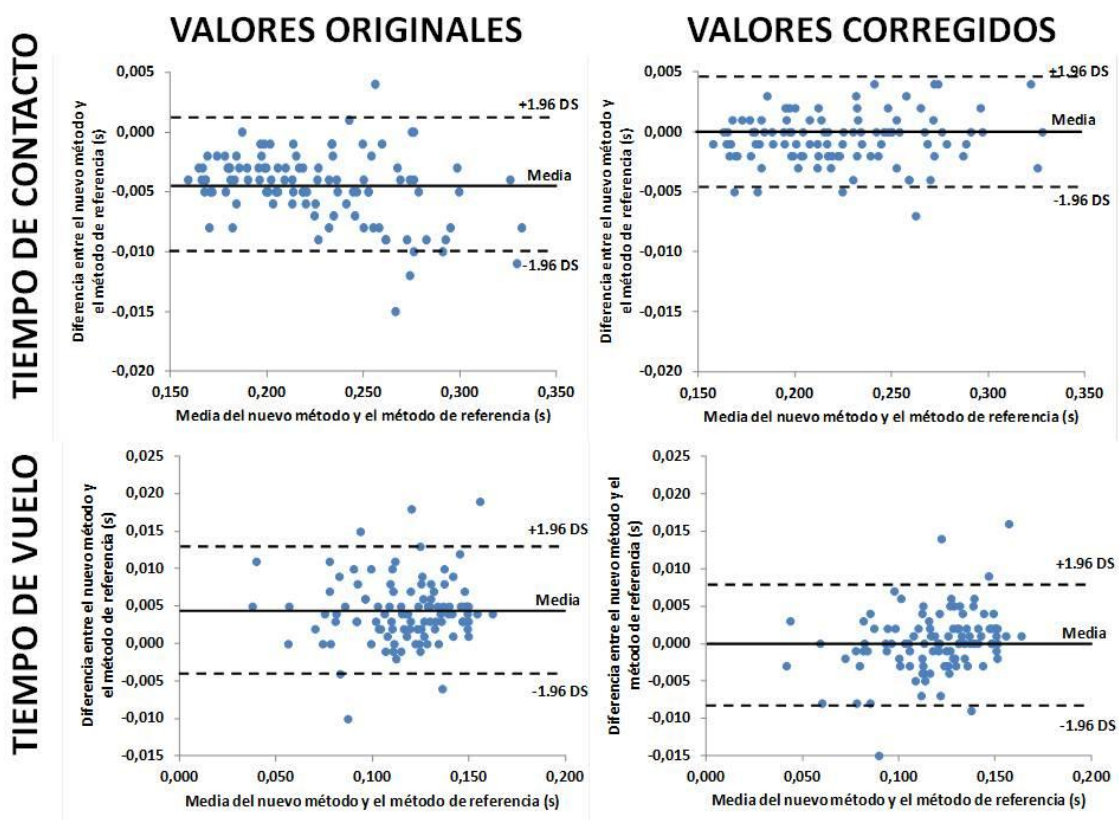 VALORES ORIGINALES
VALORES CORREGIDOS
TIEMPO DE CONTACTO
Diferencia entre el nuevo método y
el método de referencia (s)
0,005
0,000
-0,005
-0,010
-0,015
-0,020
+1.96 DS
Media
-1.96 DS
0,150 0,200 0,250 0,300 0,350
Media del nuevo método y el método de referencia (s)
Diferencia entre el nuevo método y
el método de referencia (s)
0,005
0,000
-0,005
-0,010
-0,015
-0,020
+1.96 DS
Media
-1.96 DS
0,150 0,200 0,250 0,300 0,350
Media del nuevo método y el método de referencia (s)
TIEMPO DE VUELO
Diferencia entre el nuevo método y
el método de referencia (s)
0,025
0,020
0,015
0,010
0,005
0,000
-0,005
-0,010
-0,015
+1.96 DS
Media
-1.96 DS
0,000 0,050 0,100 0,150 0,200
Media del nuevo método y el método de referencia (s)
Diferencia entre el nuevo método y el
método de referencia (s)
0,025
0,020
0,015
0,010
0,005
0,000
-0,005
-0,010
-0,015
+1.96 DS
Media
-1.96 DS
0,000 0,050 0,100 0,150 0,200
Media del nuevo método y el método de referencia (s)